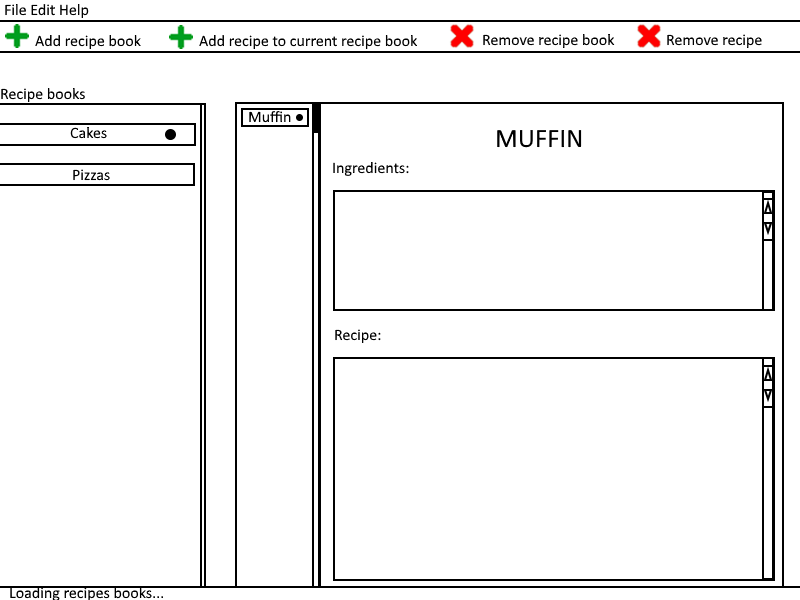 File Edit Help
Add recipe book Add recipe to current recipe book Remove recipe book Remove recipe
Recipe books
Cakes
Pizzas
Muffin
MUFFIN
Ingredients:
Recipe:
Loading recipes books...